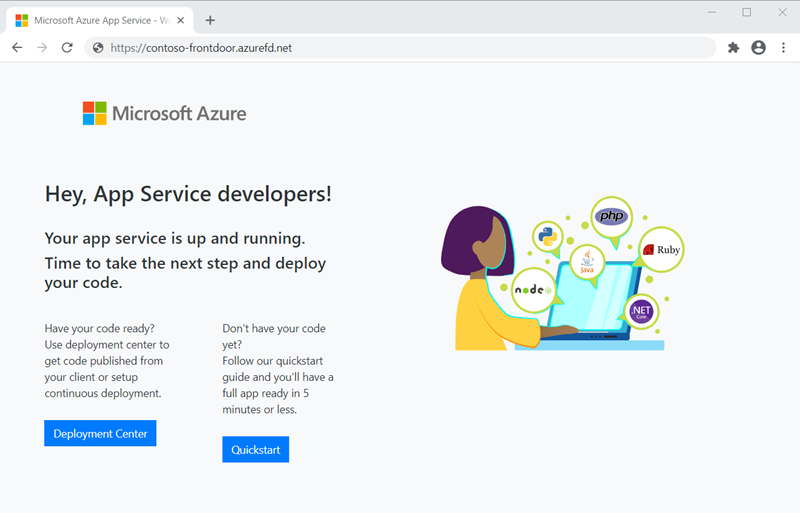 Microsoft Azure App Service - W
https://contoso-frontdoor.azurefd.net
Microsoft Azure
Hey, App Service developers!
Your app service is up and running.
Time to take the next step and deploy
your code.
Have your code ready?
Use deployment center to
get code published from
your client or setup
continuous deployment.
Deployment Center
Don't have your code
yet?
Follow our quickstart
guide and you'll have a
full app ready in 5
minutes or less.
Quickstart
php
Ruby
Java
node
.NET
Core